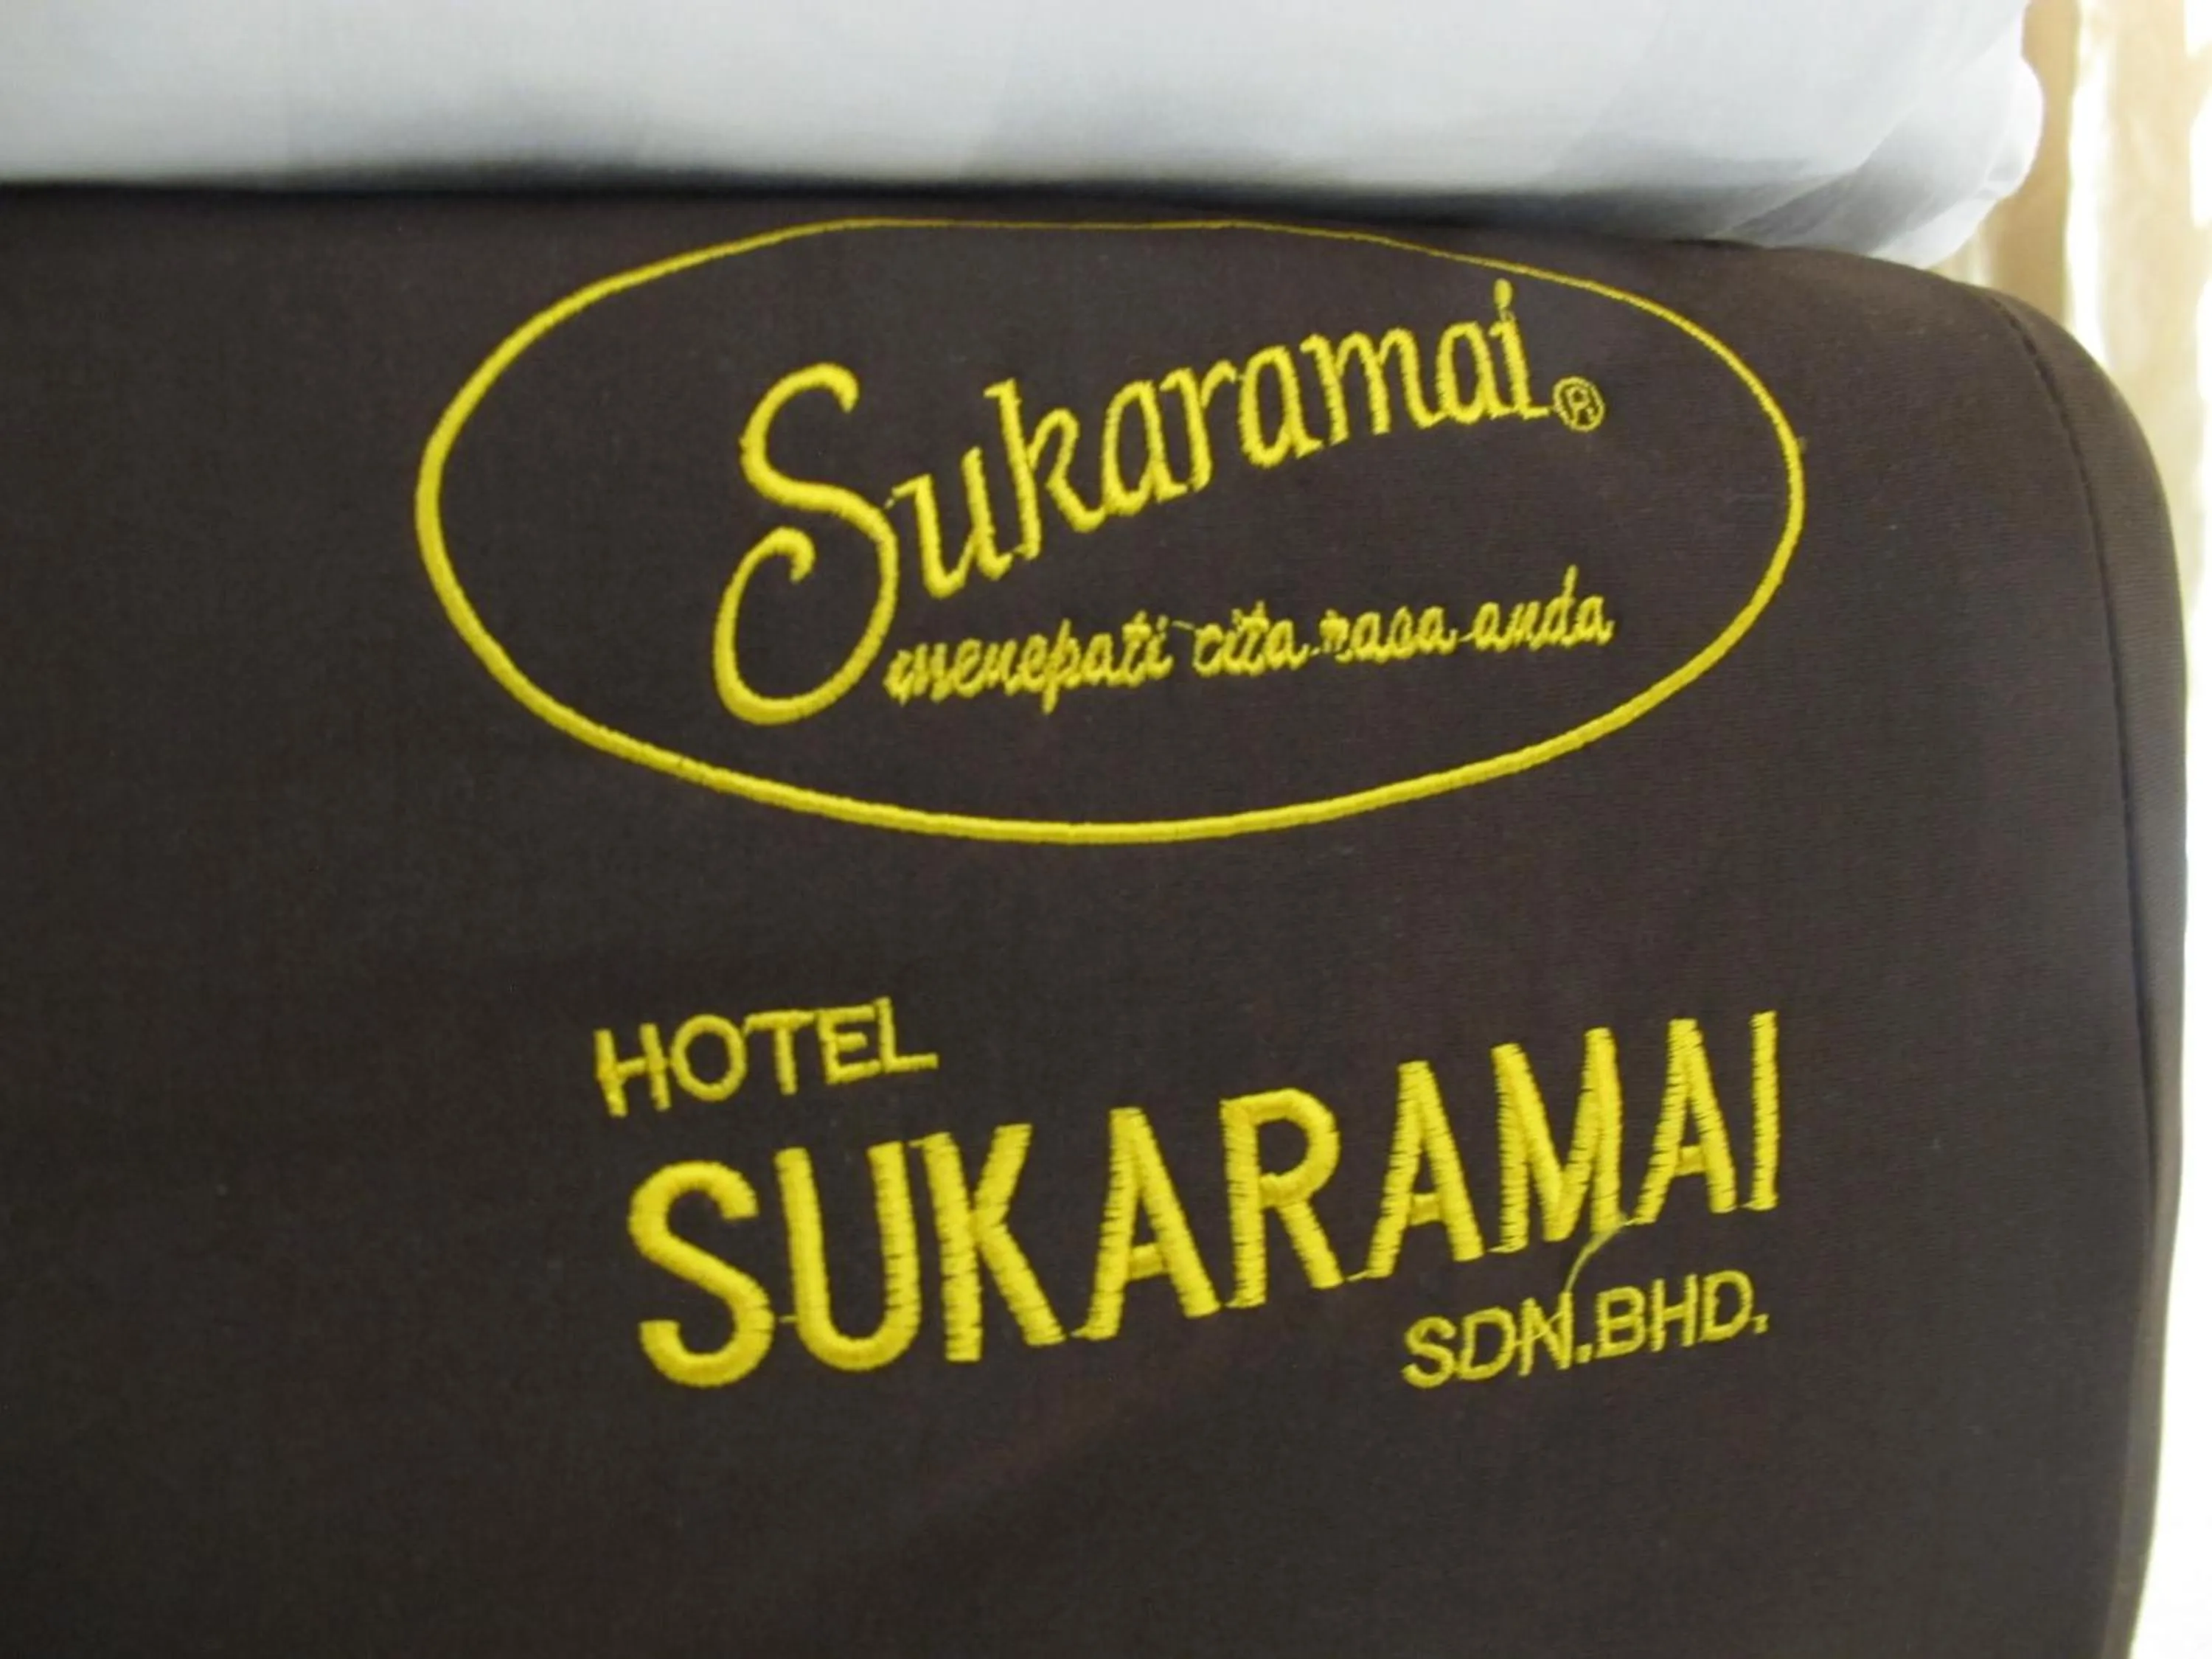 Sukaramai®
menepati cita rasa anda
HOTEL
SUKARAMAI
SDN.BHD.